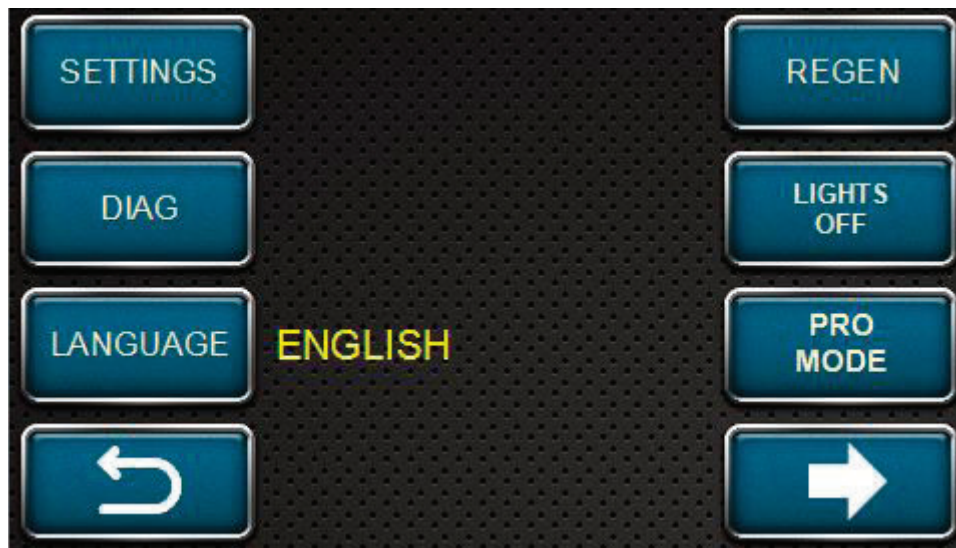 SETTINGS
REGEN
DIAG
LIGHTS
OFF
LANGUAGE
ENGLISH
PRO
MODE